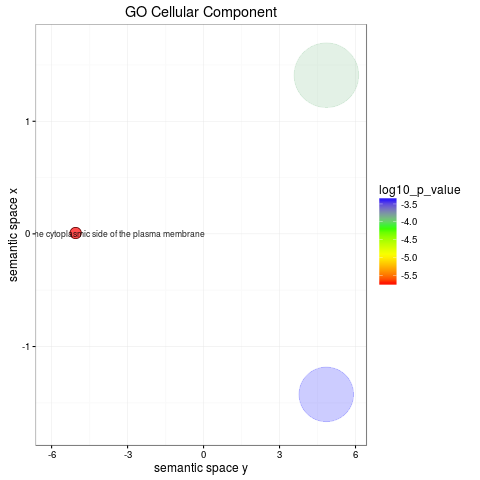 GO Cellular Component
semantic space x
1
0
-1
ne cytoplasmic side of the plasma membrane
-6
-3
0
3
6
semantic space y
log10_p_value
-3.5
-4.0
-4.5
-5.0
-5.5